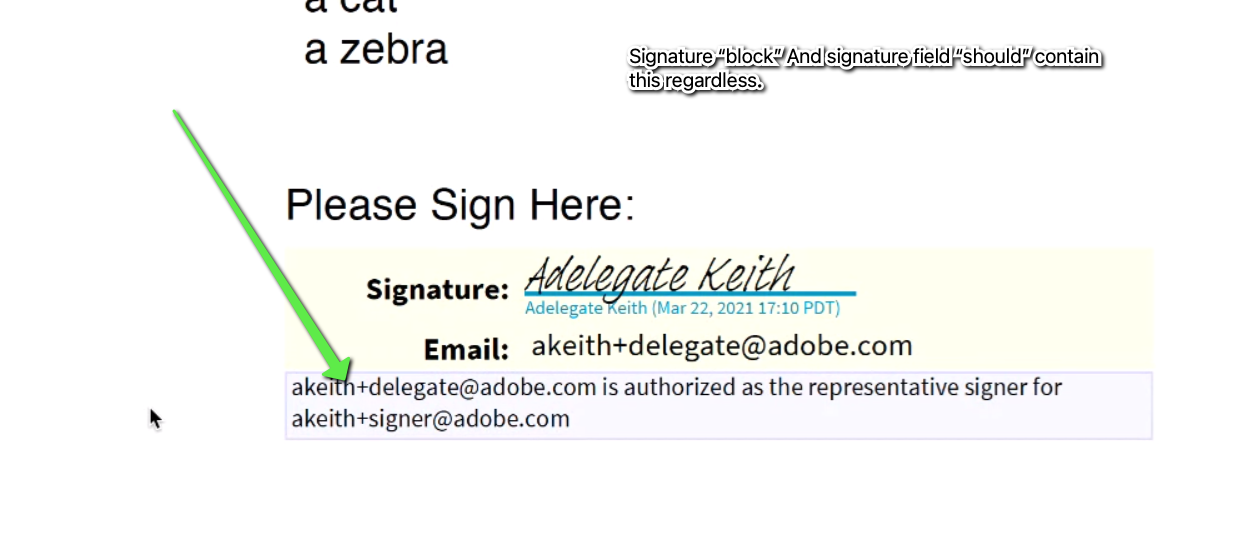 a cat
a zebra
Signature “block” And signature field “should” contain
this regardless.
Please Sign Here:
Signature: Adelegate Keith
Adelegate Keith (Mar 22, 2021 17:10 PDT)
Email: akeith+delegate@adobe.com
akeith+delegate@adobe.com is authorized as the representative signer for
akeith+signer@adobe.com